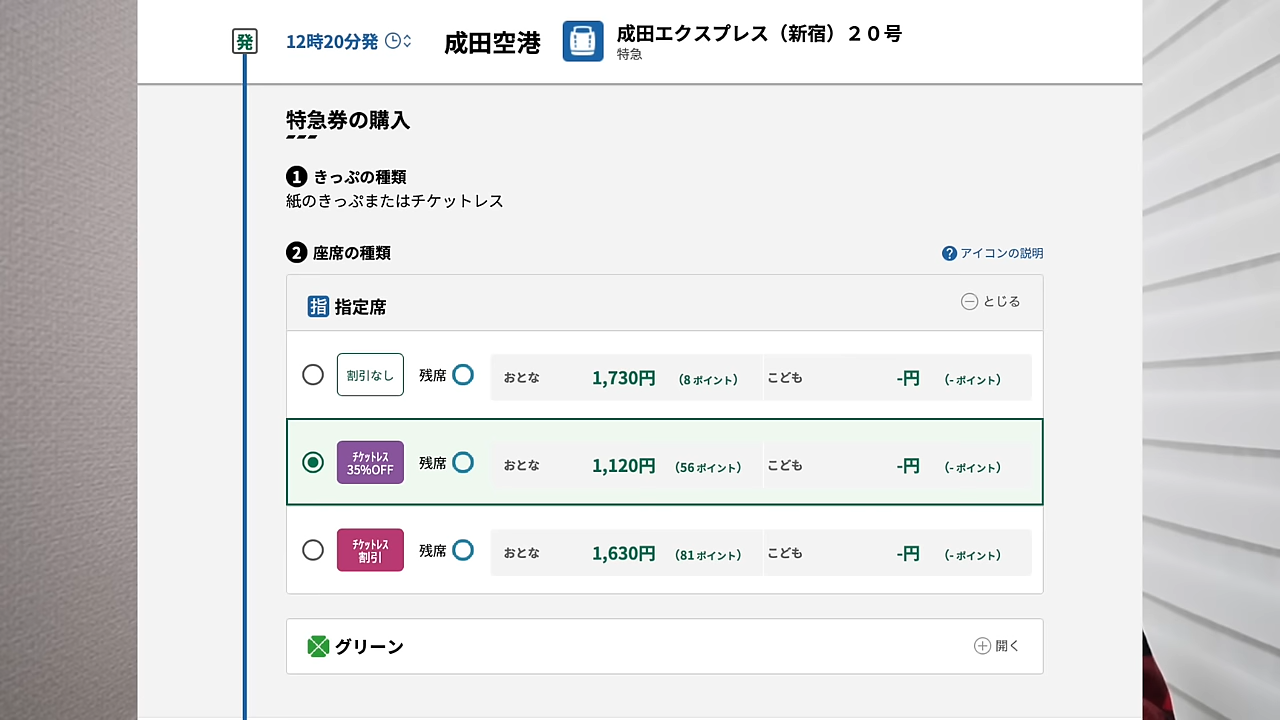 発 12時20分発 成田空港 成田エクスプレス（新宿）２０号
特急
特急券の購入
1 きっぷの種類
紙のきっぷまたはチケットレス
2 座席の種類 ? アイコンの説明
指 指定席 とじる
割引なし 残席 おとな 1,730円 （8ポイント） こども -円 （-ポイント）
ﾁｹｯﾄﾚｽ
35%OFF 残席 おとな 1,120円 （56ポイント） こども -円 （-ポイント）
ﾁｹｯﾄﾚｽ
割引 残席 おとな 1,630円 （81ポイント） こども -円 （-ポイント）
グリーン 開く